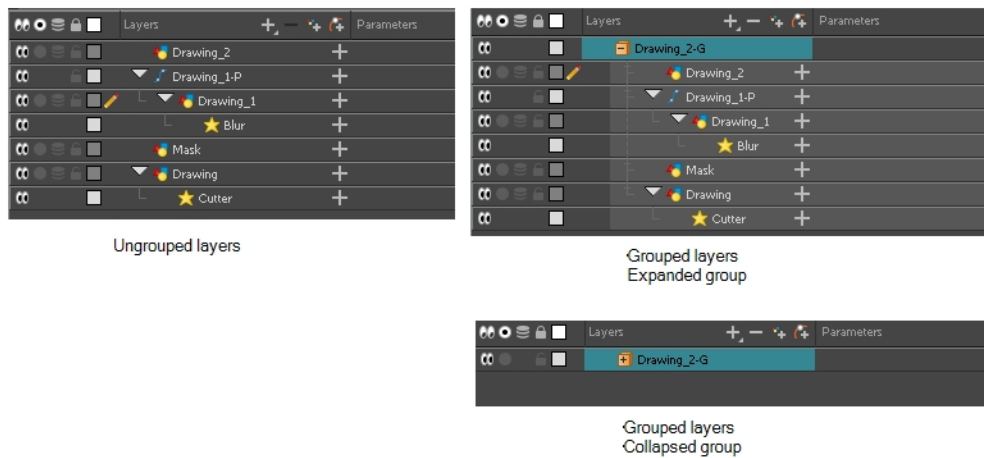 Layers Parameters
Drawing_2
Drawing_1-P
Drawing_1
Blur
Mask
Drawing
Cutter
Ungrouped layers
Layers Parameters
Drawing_2-G
Drawing_2
Drawing_1-P
Drawing_1
Blur
Mask
Drawing
Cutter
Grouped layers
Expanded group
Layers Parameters
Drawing_2-G
Grouped layers
Collapsed group